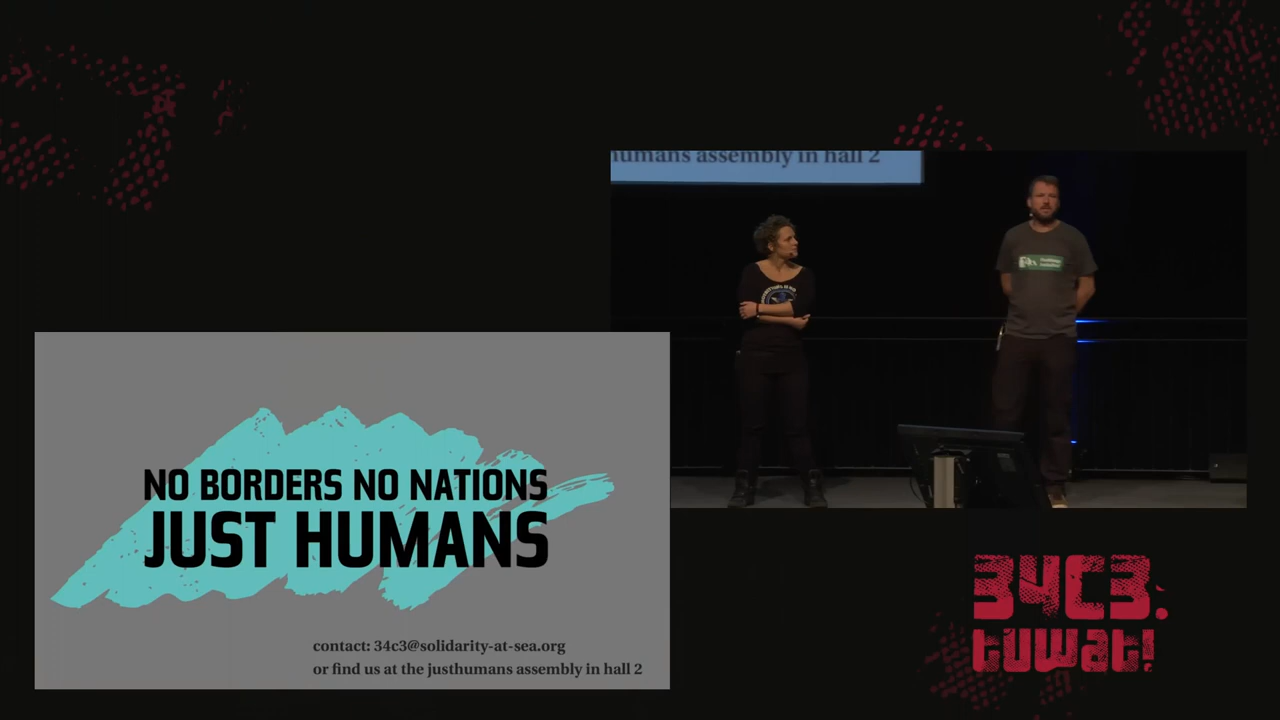 humans assembly in hall 2
NO BORDERS NO NATIONS
JUST HUMANS
contact: 34c3@solidarity-at-sea.org
or find us at the justhumans assembly in hall 2
34C3.
tuwat!